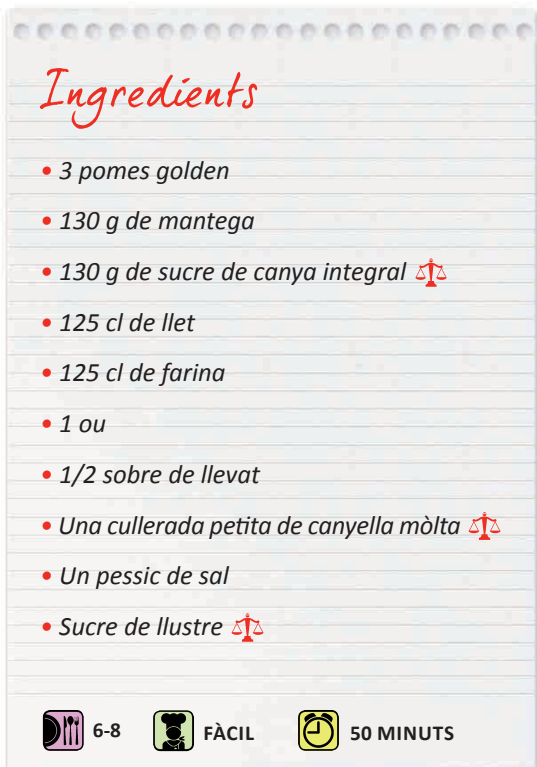 Ingredients
• 3 pomes golden
• 130 g de mantega
• 130 g de sucre de canya integral
• 125 cl de llet
• 125 cl de farina
• 1 ou
• 1/2 sobre de llevat
• Una cullerada petita de canyella mòlta
• Un pessic de sal
• Sucre de llustre
6-8 FÀCIL 50 MINUTS